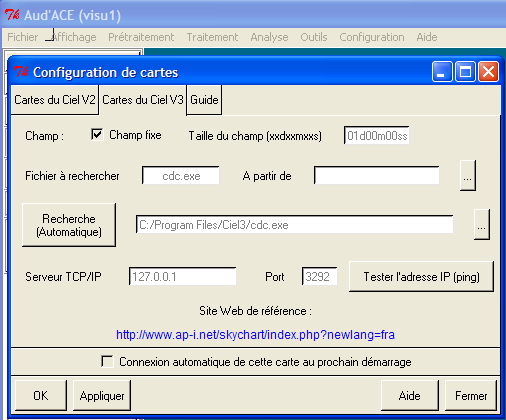 Aud'ACE (visu1)
Fichier Affichage Prétraitement Traitement Analyse Outils Configuration Aide
Configuration de cartes
Cartes du Ciel V2 Cartes du Ciel V3 Guide
Champ : Champ fixe Taille du champ (xxdxxmxxs) 01d00m00s
Fichier à rechercher cdc.exe A partir de ...
Recherche
(Automatique) C:/Program Files/Ciel3/cdc.exe ...
Serveur TCP/IP 127.0.0.1 Port 3292 Tester l'adresse IP (ping)
Site Web de référence :
http://www.ap-i.net/skychart/index.php?newlang=fra
Connexion automatique de cette carte au prochain démarrage
OK Appliquer Aide Fermer